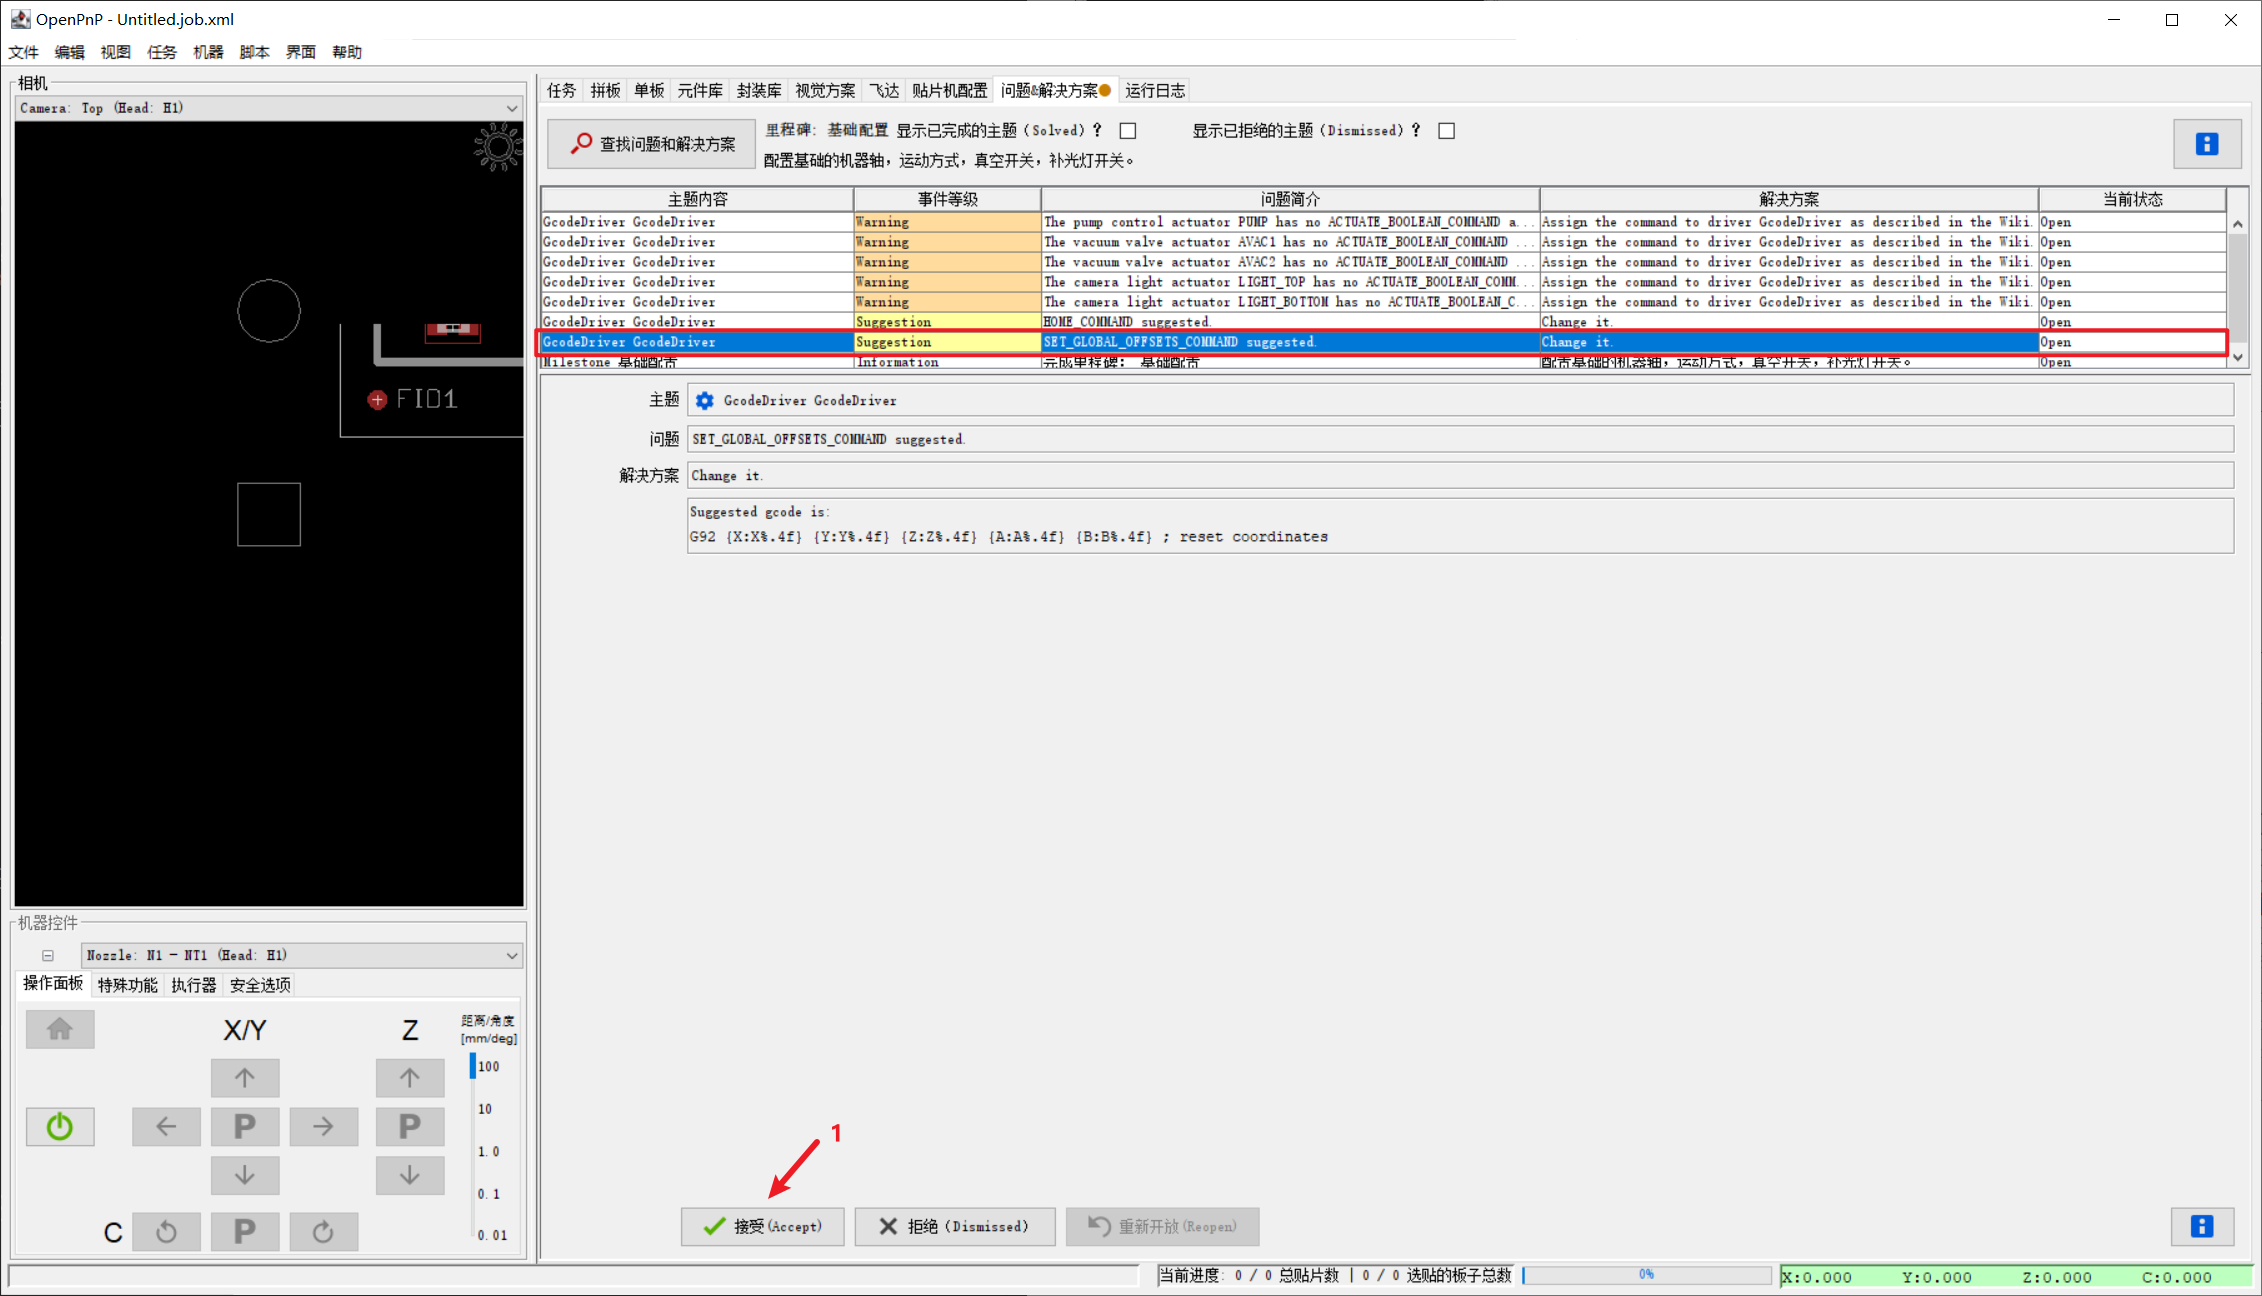 OpenPnP - Untitled.job.xml
文件 编辑 视图 任务 机器 脚本 界面 帮助
相机
Camera: Top (Head: H1)
FID1
任务 拼板 单板 元件库 封装库 视觉方案 飞达 贴片机配置 问题&解决方案 运行日志
查找问题和解决方案
里程碑: 基础配置 显示已完成的主题(Solved)? 显示已拒绝的主题(Dismissed)?
配置基础的机器轴，运动方式，真空开关，补光灯开关。
主题内容 事件等级 问题简介 解决方案 当前状态
GcodeDriver GcodeDriver Warning The pump control actuator PUMP has no ACTUATE_BOOLEAN_COMMAND a... Assign the command to driver GcodeDriver as described in the Wiki. Open
GcodeDriver GcodeDriver Warning The vacuum valve actuator AVAC1 has no ACTUATE_BOOLEAN_COMMAND ... Assign the command to driver GcodeDriver as described in the Wiki. Open
GcodeDriver GcodeDriver Warning The vacuum valve actuator AVAC2 has no ACTUATE_BOOLEAN_COMMAND ... Assign the command to driver GcodeDriver as described in the Wiki. Open
GcodeDriver GcodeDriver Warning The camera light actuator LIGHT_TOP has no ACTUATE_BOOLEAN_COMM... Assign the command to driver GcodeDriver as described in the Wiki. Open
GcodeDriver GcodeDriver Warning The camera light actuator LIGHT_BOTTOM has no ACTUATE_BOOLEAN_C... Assign the command to driver GcodeDriver as described in the Wiki. Open
GcodeDriver GcodeDriver Suggestion HOME_COMMAND suggested. Change it. Open
GcodeDriver GcodeDriver Suggestion SET_GLOBAL_OFFSETS_COMMAND suggested. Change it. Open
Milestone 基础配置 Information 完成里程碑: 基础配置 配置基础的机器轴，运动方式，真空开关，补光灯开关。 Open
主题 GcodeDriver GcodeDriver
问题 SET_GLOBAL_OFFSETS_COMMAND suggested.
解决方案 Change it.
Suggested gcode is:
G92 {X:X%.4f} {Y:Y%.4f} {Z:Z%.4f} {A:A%.4f} {B:B%.4f} ; reset coordinates
1
接受(Accept) 拒绝(Dismissed) 重新开放(Reopen)
机器控件
Nozzle: N1 - NT1 (Head: H1)
操作面板 特殊功能 执行器 安全选项
X/Y Z 距离/角度
[mm/deg]
100
10
P P
1.0
0.1
C P 0.01
当前进度: 0 / 0 总贴片数 | 0 / 0 选贴的板子总数 0% X:0.000 Y:0.000 Z:0.000 C:0.000